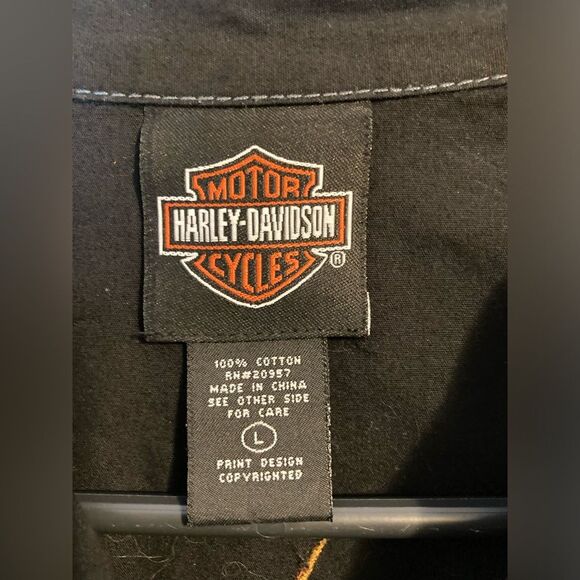 MOTOR
HARLEY-DAVIDSON
CYCLES
®
100% COTTON
RN#20957
MADE IN CHINA
SEE OTHER SIDE
FOR CARE
L
PRINT DESIGN
COPYRIGHTED